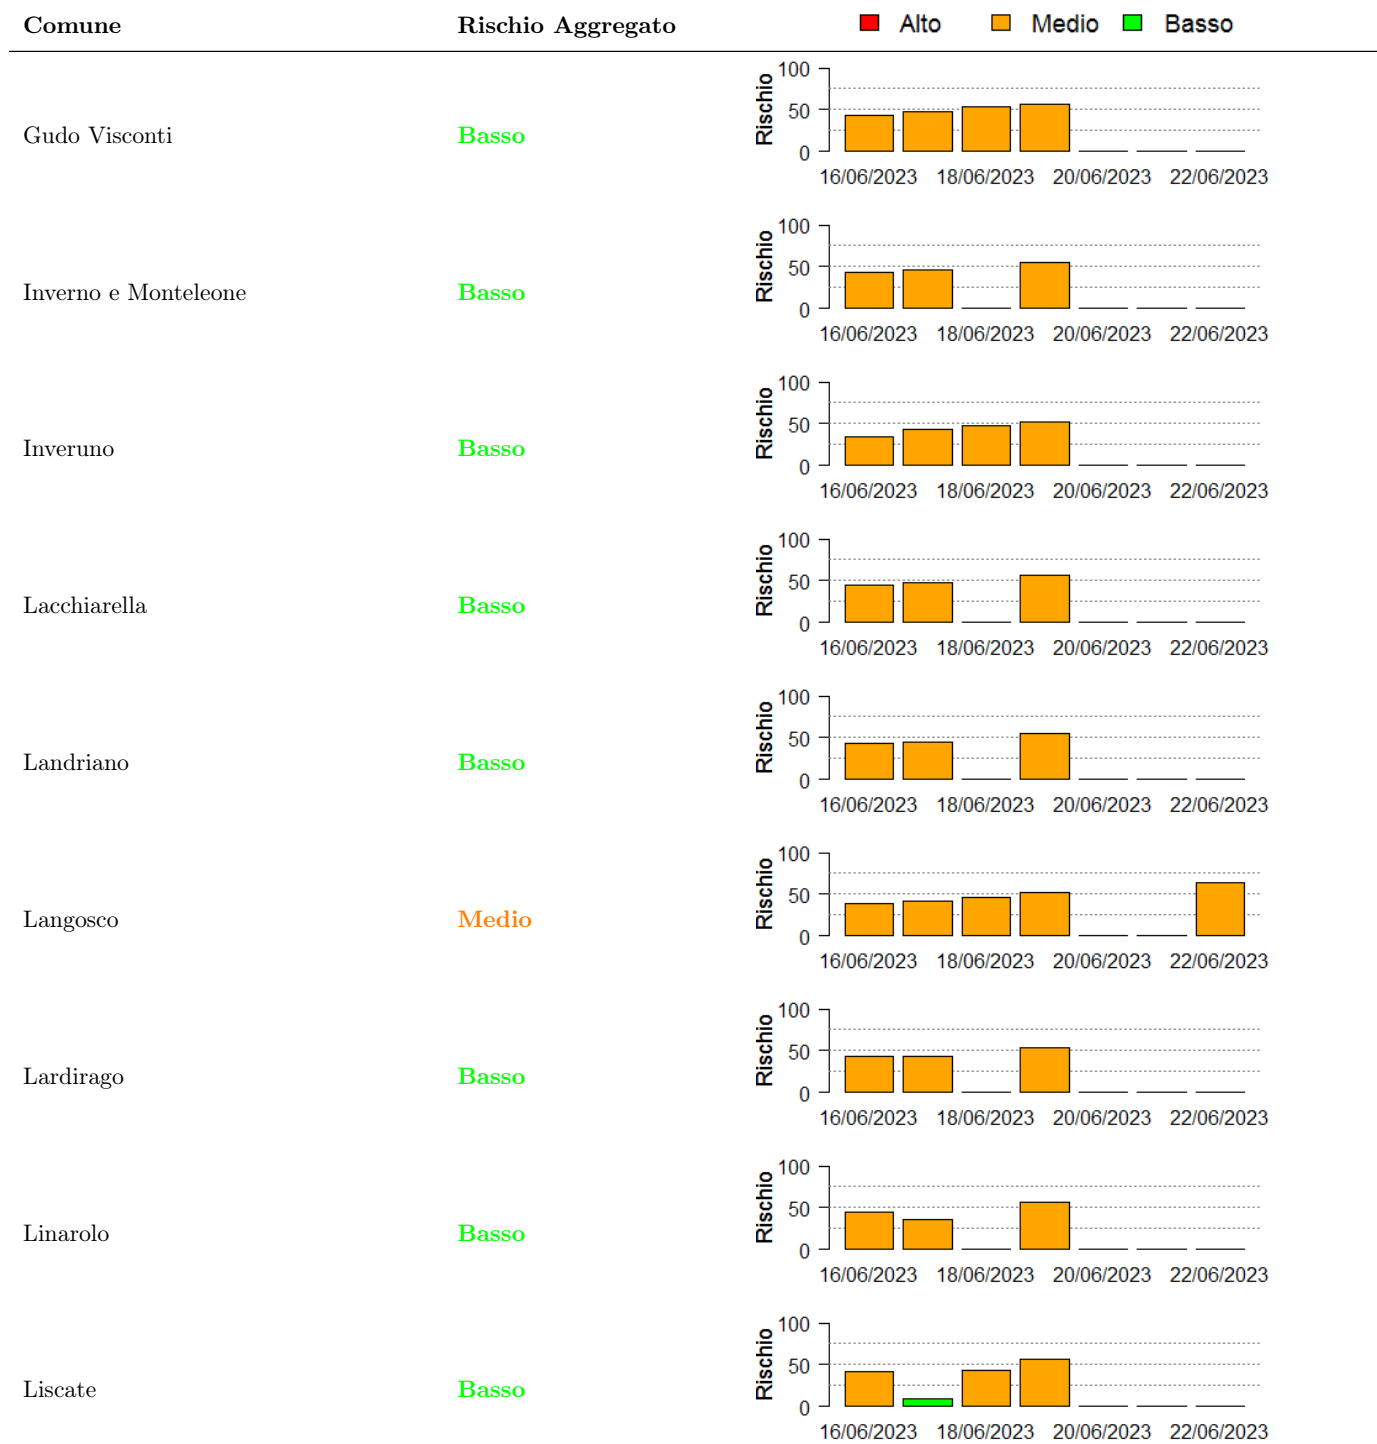 Comune Rischio Aggregato Alto Medio Basso
Gudo Visconti Basso
Rischio
100
50
0
16/06/2023 18/06/2023 20/06/2023 22/06/2023
Inverno e Monteleone Basso
Rischio
100
50
0
16/06/2023 18/06/2023 20/06/2023 22/06/2023
Inveruno Basso
Rischio
100
50
0
16/06/2023 18/06/2023 20/06/2023 22/06/2023
Lacchiarella Basso
Rischio
100
50
0
16/06/2023 18/06/2023 20/06/2023 22/06/2023
Landriano Basso
Rischio
100
50
0
16/06/2023 18/06/2023 20/06/2023 22/06/2023
Langosco Medio
Rischio
100
50
0
16/06/2023 18/06/2023 20/06/2023 22/06/2023
Lardirago Basso
Rischio
100
50
0
16/06/2023 18/06/2023 20/06/2023 22/06/2023
Linarolo Basso
Rischio
100
50
0
16/06/2023 18/06/2023 20/06/2023 22/06/2023
Liscate Basso
Rischio
100
50
0
16/06/2023 18/06/2023 20/06/2023 22/06/2023